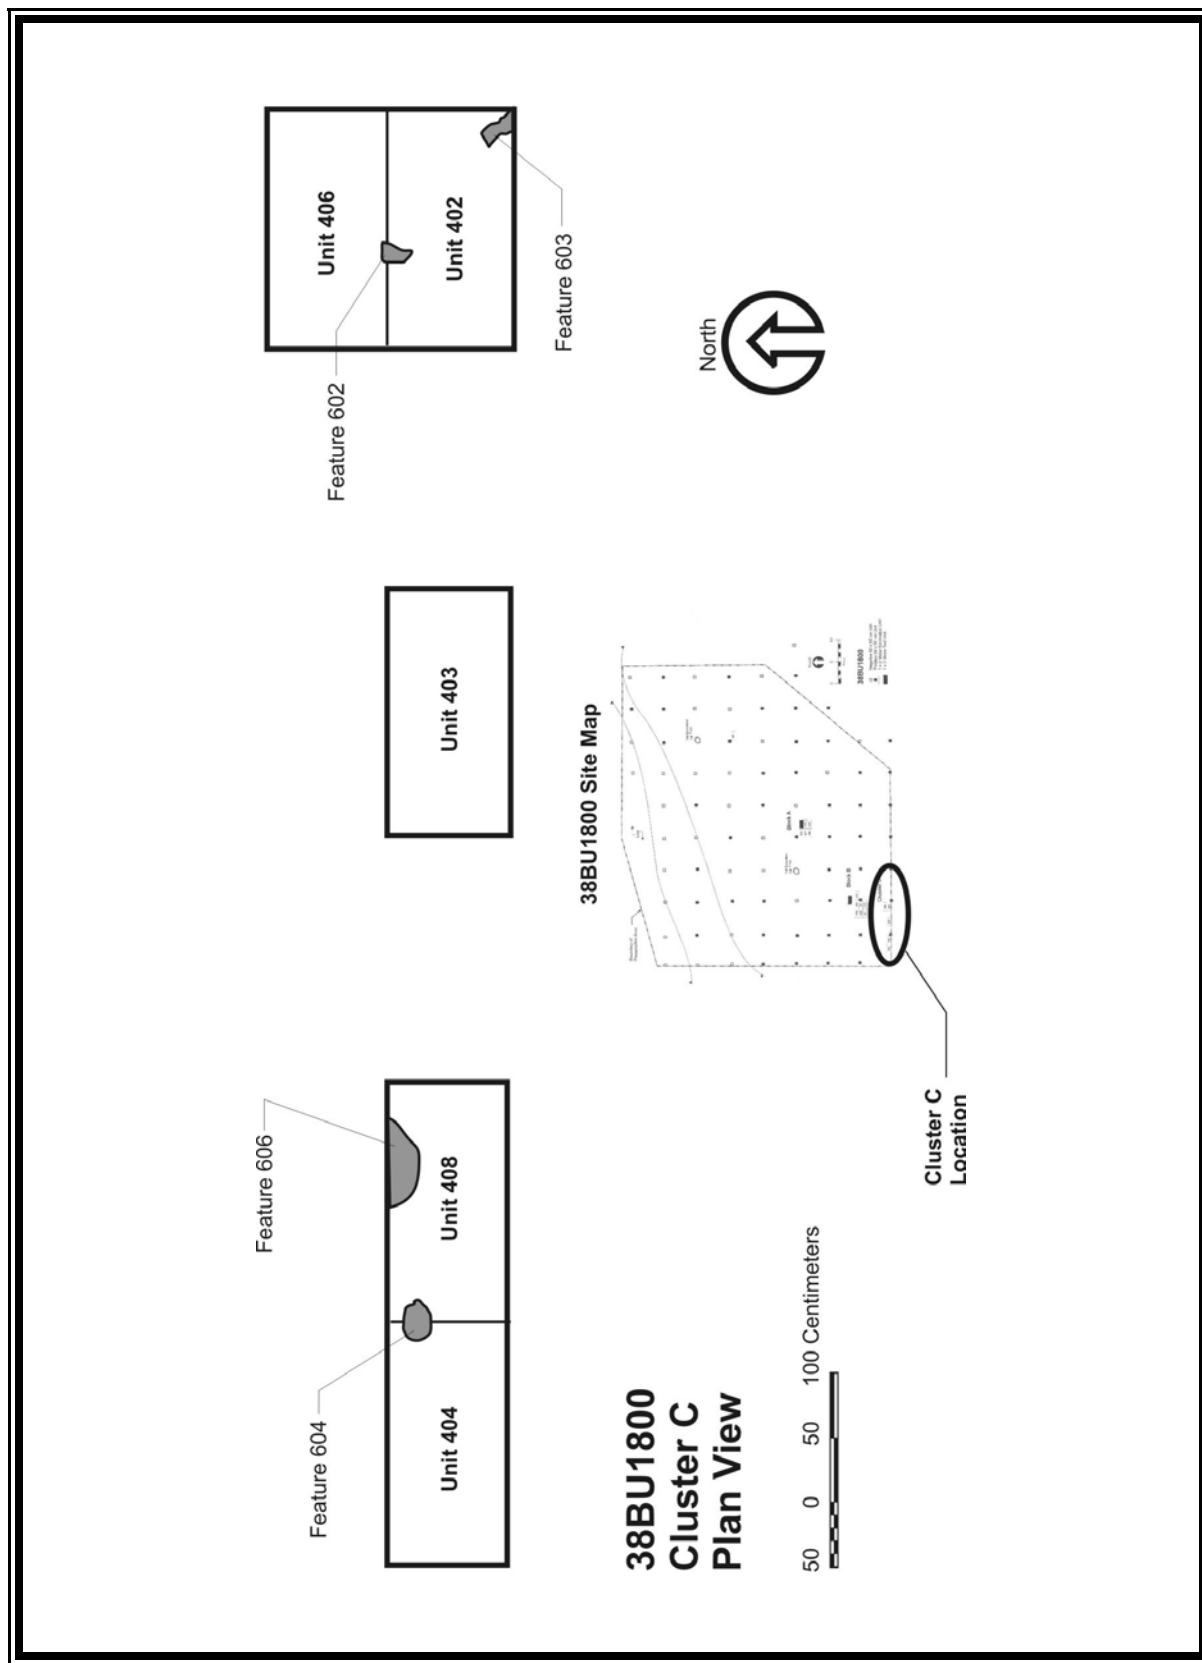 Feature 604
Feature 606
Feature 602
Feature 603
Unit 404
Unit 408
Unit 403
Unit 406
Unit 402
38BU1800
Cluster C
Plan View
50 0 50 100 Centimeters
38BU1800 Site Map
Block A
Block B
38BU1800
Cluster C
Location
North